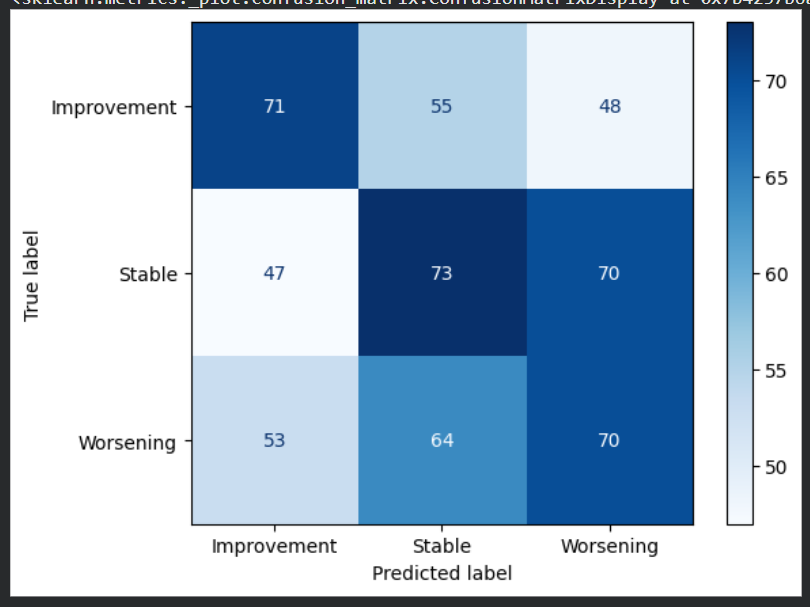 Improvement 71 55 48
Stable 47 73 70
Worsening 53 64 70
Improvement Stable Worsening
Predicted label
True label
70
65
60
55
50